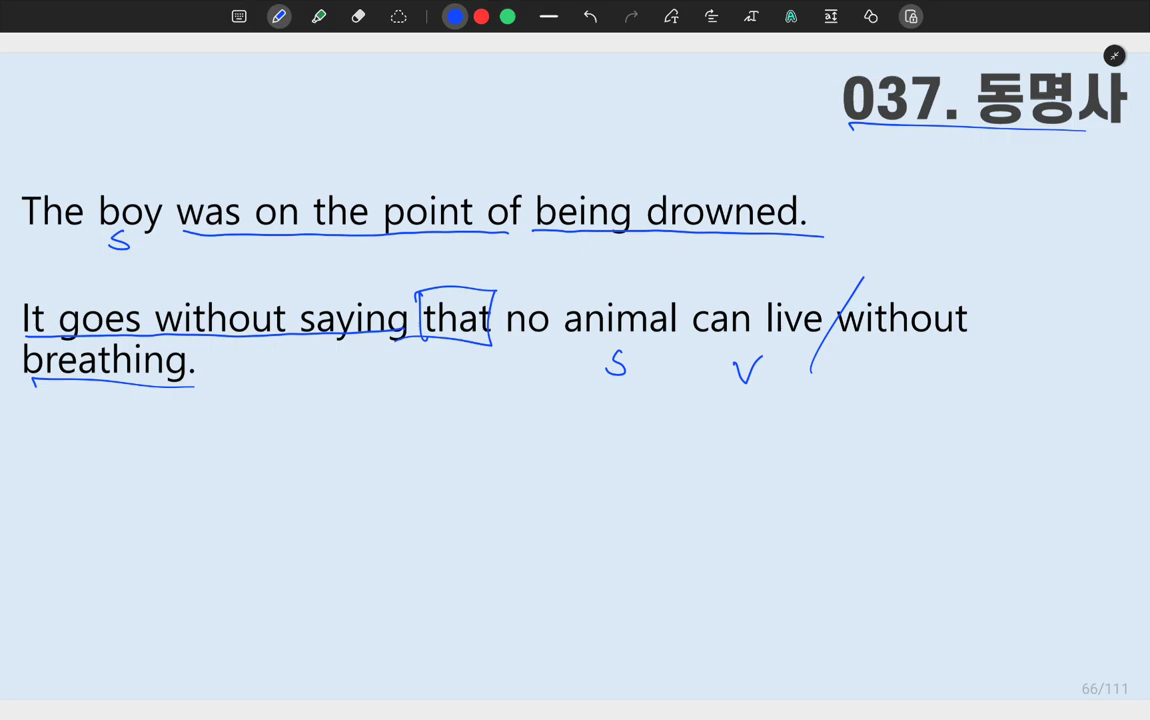 037. 동명사
The boy was on the point of being drowned.
S
It goes without saying that no animal can live without
breathing.
S V
66/111